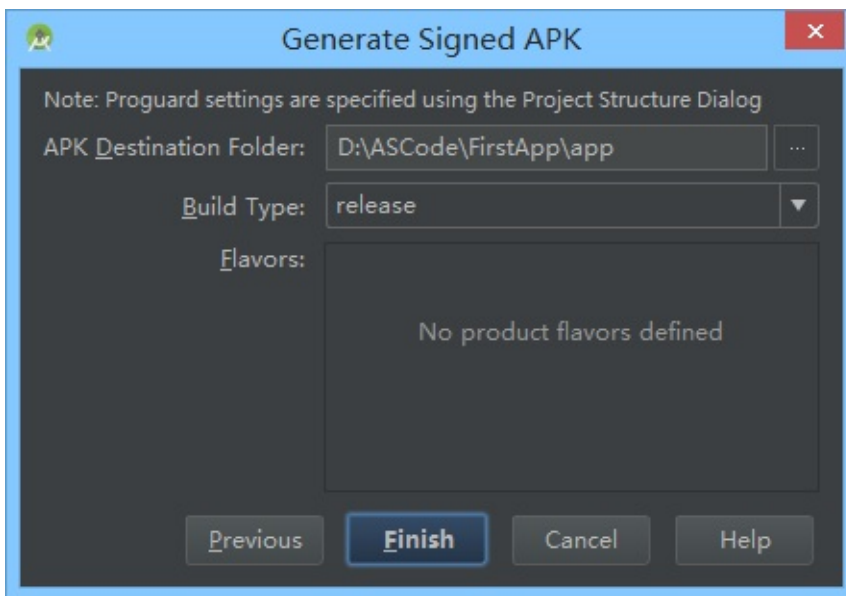 Generate Signed APK
Note: Proguard settings are specified using the Project Structure Dialog
APK Destination Folder: D:\ASCode\FirstApp\app ...
Build Type: release
Flavors:
No product flavors defined
Previous Finish Cancel Help